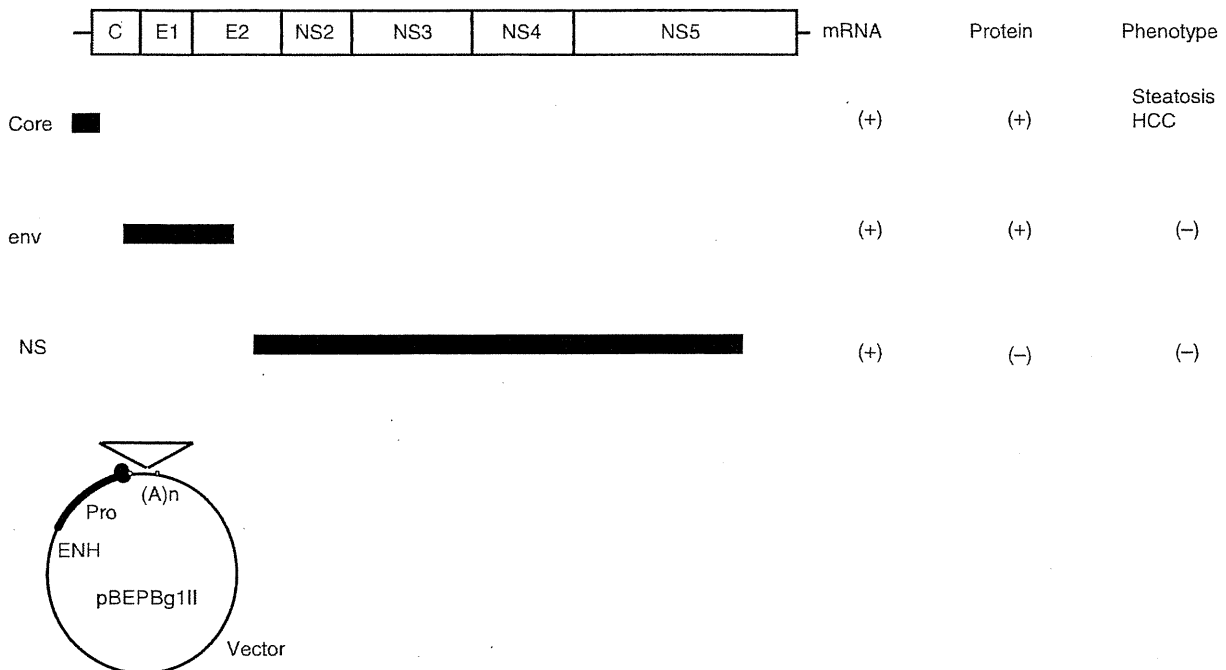 C E1 E2 NS2 NS3 NS4 NS5 mRNA Protein Phenotype
Core (+) (+) Steatosis
HCC
env (+) (+) (–)
NS (+) (–) (–)
(A)n
Pro
ENH
pBEPBg1II
Vector